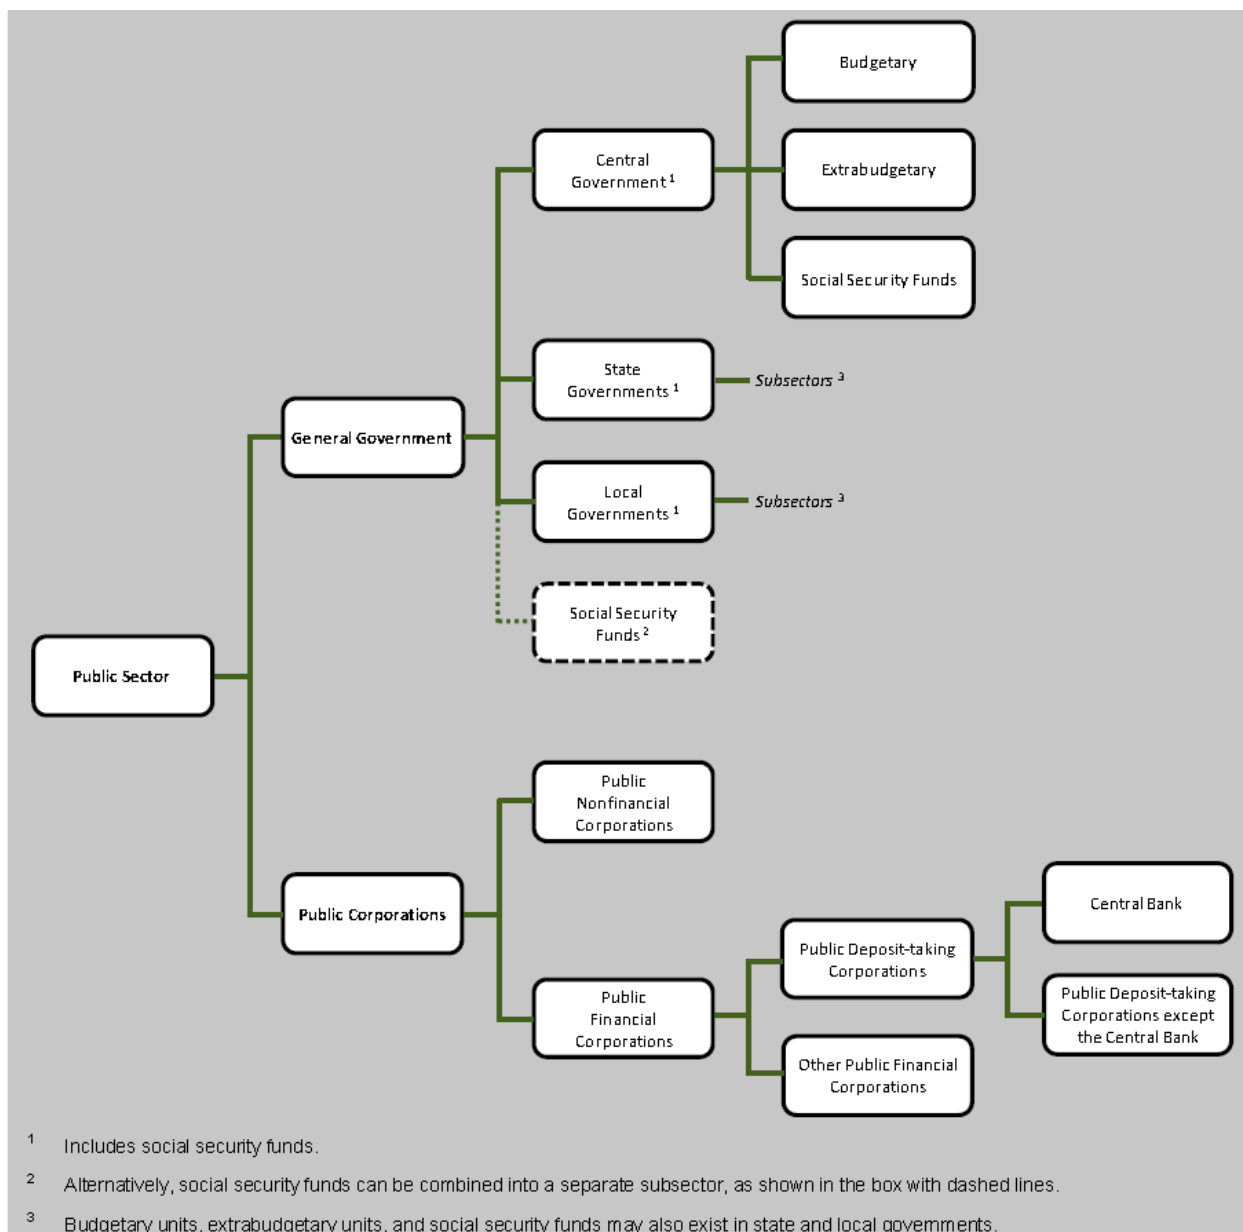 Budgetary
Central
Government 1
Extrabudgetary
Social Security Funds
State
Governments 1
Subsectors 3
General Government
Local
Governments 1
Subsectors 3
Social Security
Funds 2
Public Sector
Public
Nonfinancial
Corporations
Public Corporations
Central Bank
Public Deposit-taking
Corporations
Public
Financial
Corporations
Public Deposit-taking
Corporations except
the Central Bank
Other Public Financial
Corporations
1 Includes social security funds.
2 Alternatively, social security funds can be combined into a separate subsector, as shown in the box with dashed lines.
3 Budgetary units, extrabudgetary units, and social security funds may also exist in state and local governments.